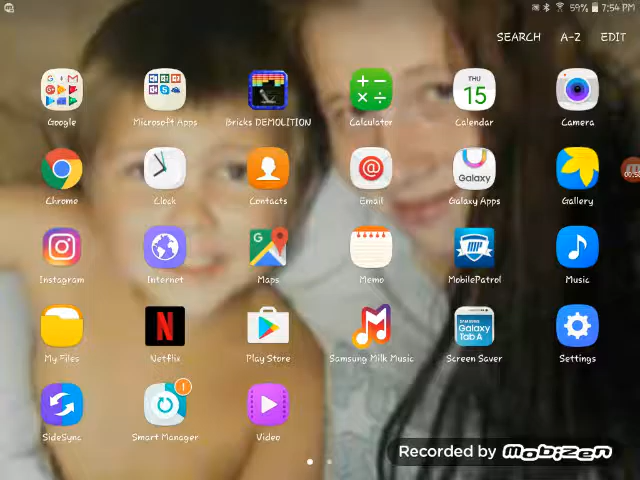 59% 7:54 PM
SEARCH A-Z EDIT
Google Microsoft Apps Bricks DEMOLITION Calculator THU 15 Calendar Camera
Chrome Clock Contacts Email Galaxy Galaxy Apps Gallery
Instagram Internet G Maps Memo MobilePatrol Music
My Files N Netflix Play Store Samsung Milk Music SAMSUNG Galaxy Tab A Screen Saver Settings
SideSync ! Smart Manager Video
Recorded by MOBIZEN